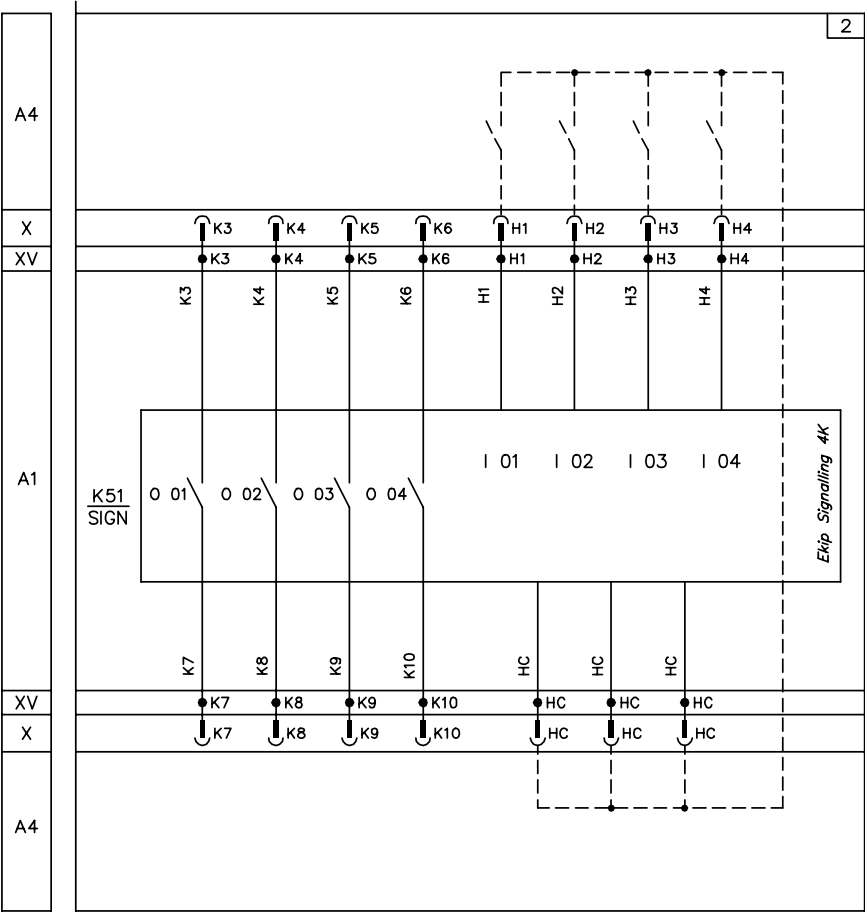 2
A4
X
K3 K4 K5 K6 H1 H2 H3 H4
XV
K3 K4 K5 K6 H1 H2 H3 H4
K3 K4 K5 K6 H1 H2 H3 H4
A1
K51
SIGN
O 01 O 02 O 03 O 04
I 01 I 02 I 03 I 04
Ekip Signalling 4K
K7 K8 K9 K10 HC HC HC
XV
K7 K8 K9 K10 HC HC HC
X
K7 K8 K9 K10 HC HC HC
A4